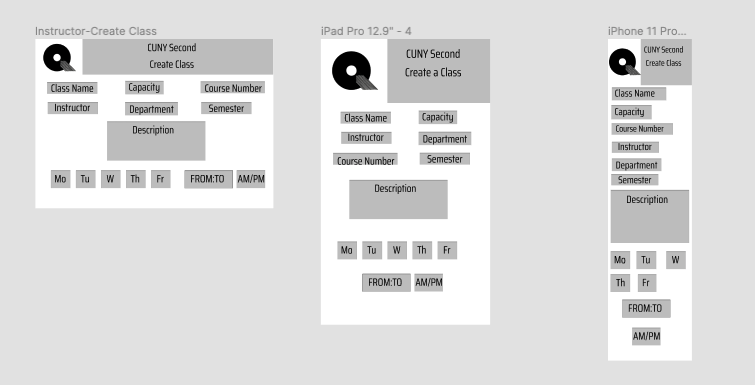 Instructor-Create Class
CUNY Second
Create Class
Class Name
Capacity
Course Number
Instructor
Department
Semester
Description
Mo
Tu
W
Th
Fr
FROM:TO
AM/PM
iPad Pro 12.9" - 4
CUNY Second
Create a Class
Class Name
Capacity
Instructor
Department
Course Number
Semester
Description
Mo
Tu
W
Th
Fr
FROM:TO
AM/PM
iPhone 11 Pro...
CUNY Second
Create Class
Class Name
Capacity
Course Number
Instructor
Department
Semester
Description
Mo
Tu
W
Th
Fr
FROM:TO
AM/PM